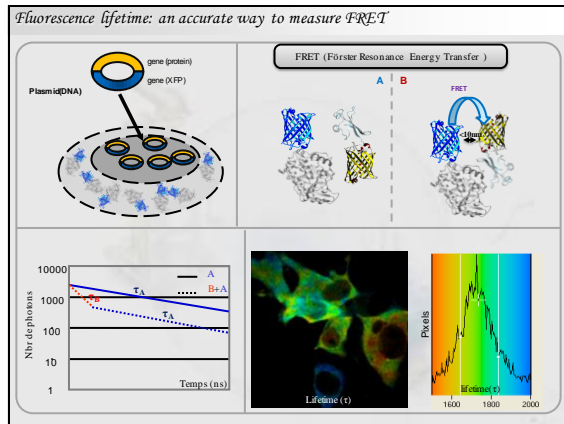 Fluorescence lifetime: an accurate way to measure FRET
gene (protein)
gene (XFP)
Plasmid(DNA)
FRET (Förster Resonance Energy Transfer )
A
B
FRET
<10nm
10000
1000
100
10
1
Nbr de photons
τA
τB
τA
A
B+A
Temps (ns)
Lifetime (τ)
Pixels
lifetime(τ)
1600
1800
2000